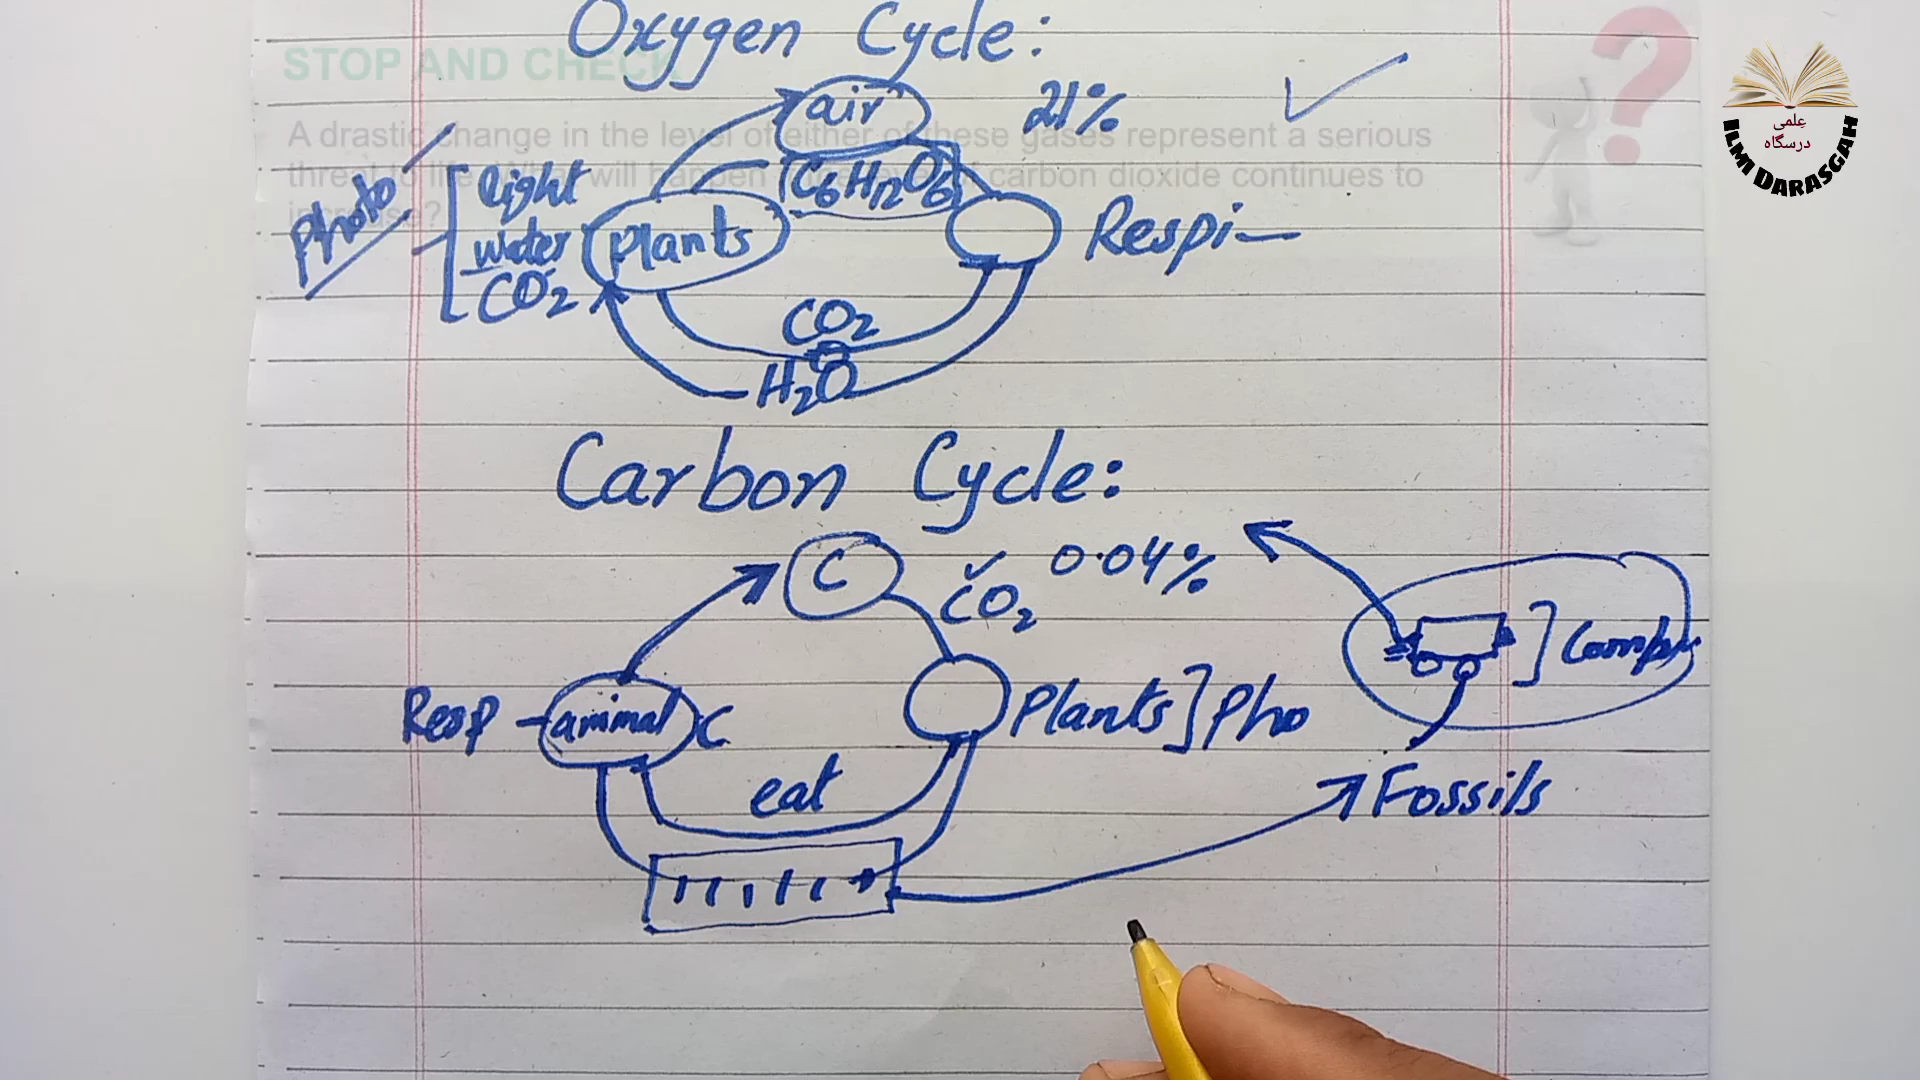 Oxygen Cycle:
STOP AND CHECK
air 21%
A drastic change in the level of either of these gases represent a serious
threat to life. What will happen if the level of carbon dioxide continues to
increase?
Photo
light
water
CO2
plants
C6H12O6
Respi
CO2
H2O
Carbon Cycle:
C
CO2 0.04%
Resp animal C
Plants ] Pho
eat
Fossils
علمی
درسگاہ
ILMI DARASGAH